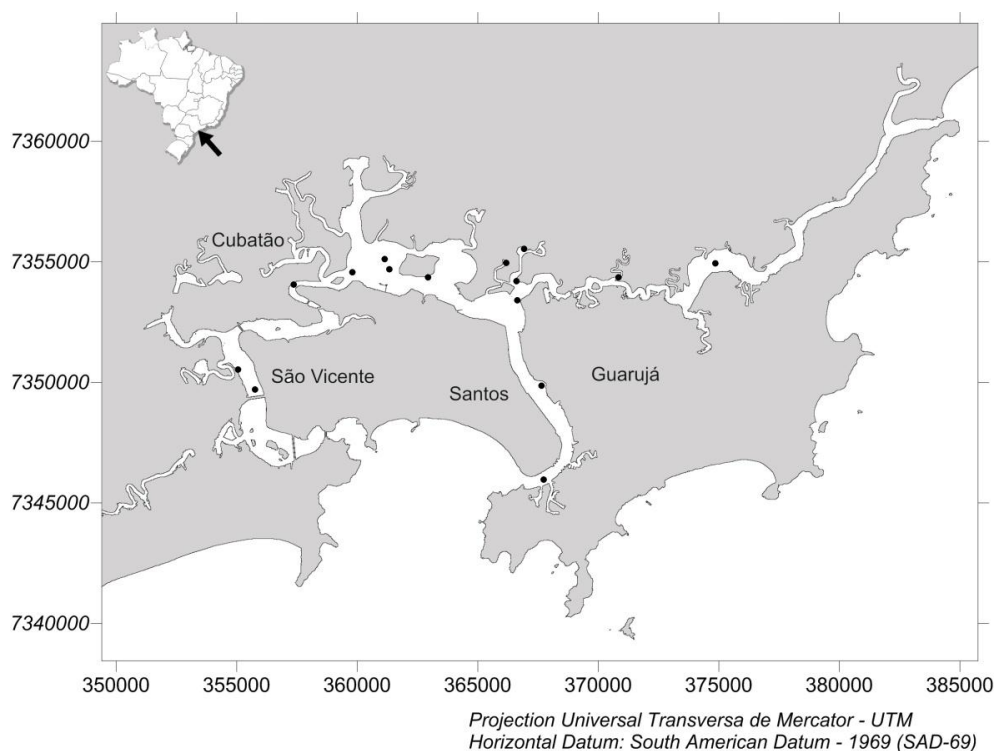 7360000
Cubatão
7355000
São Vicente
Guarujá
7350000
Santos
7345000
7340000
350000 355000 360000 365000 370000 375000 380000 385000
Projection Universal Transversa de Mercator - UTM
Horizontal Datum: South American Datum - 1969 (SAD-69)